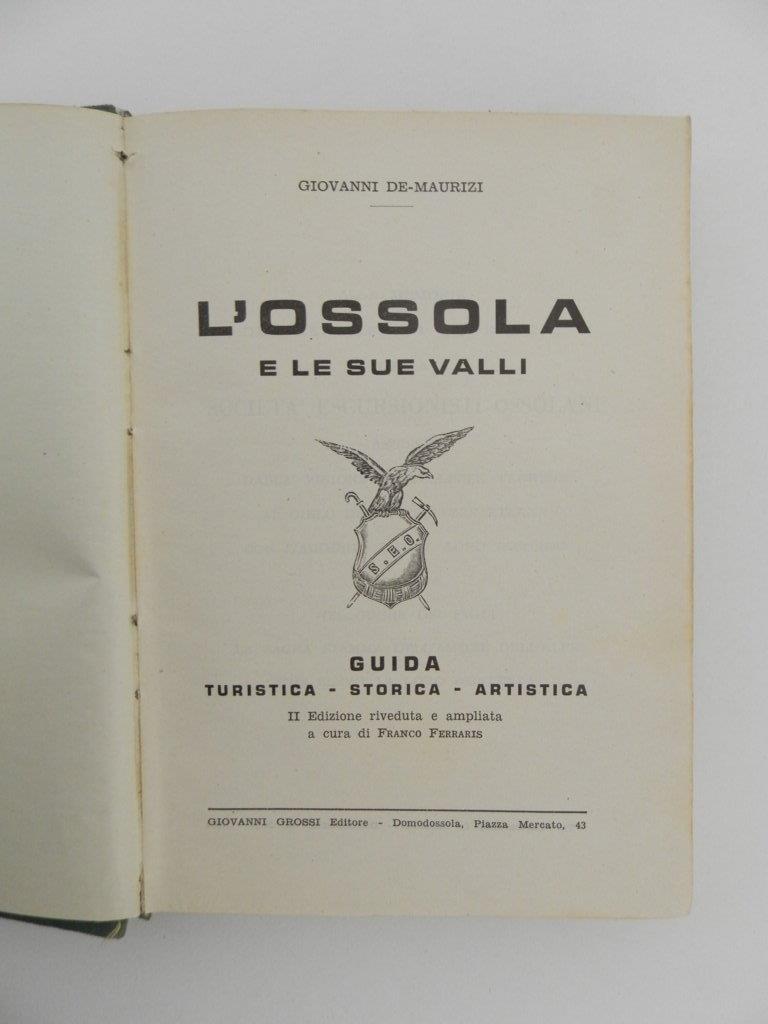 GIOVANNI DE-MAURIZI
L'OSSOLA
E LE SUE VALLI
S.E.O.
GUIDA
TURISTICA - STORICA - ARTISTICA
II Edizione riveduta e ampliata
a cura di FRANCO FERRARIS
GIOVANNI GROSSI Editore - Domodossola, Piazza Mercato, 43